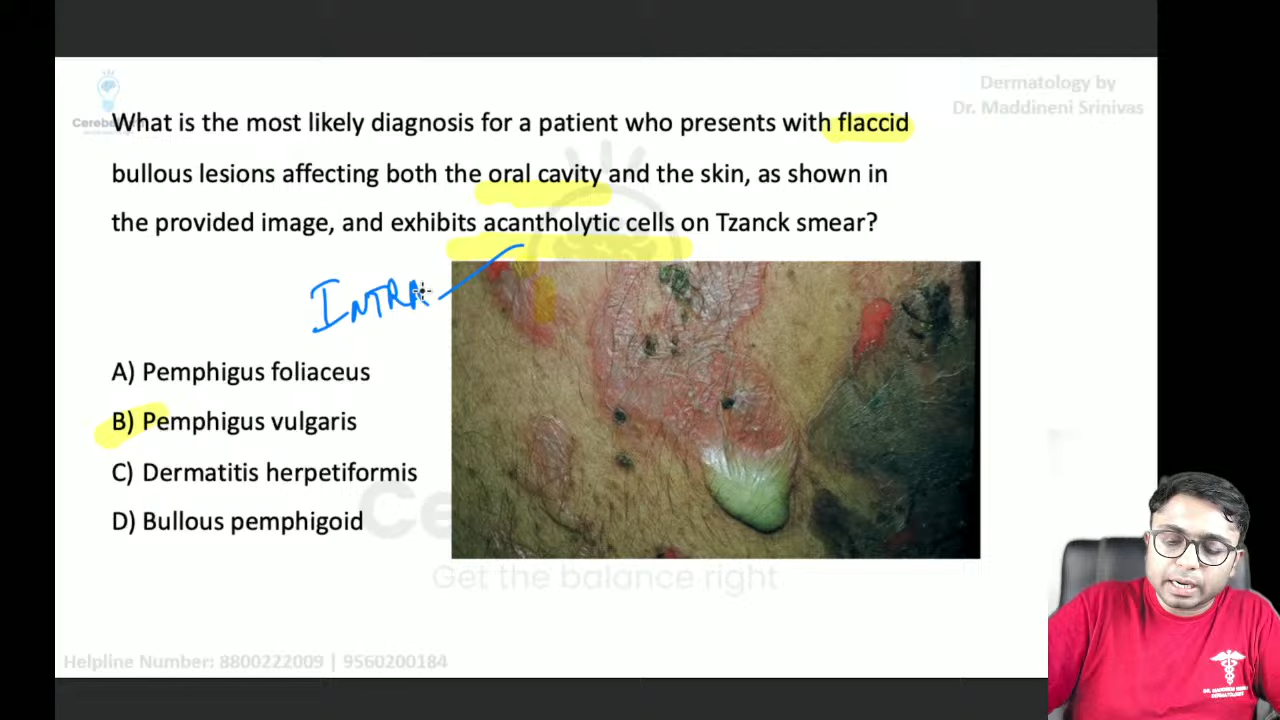 Dermatology by
Dr. Maddineni Srinivas
What is the most likely diagnosis for a patient who presents with flaccid
bullous lesions affecting both the oral cavity and the skin, as shown in
the provided image, and exhibits acantholytic cells on Tzanck smear?
INTRA
A) Pemphigus foliaceus
B) Pemphigus vulgaris
C) Dermatitis herpetiformis
D) Bullous pemphigoid
Get the balance right
Helpline Number: 8800222009 | 9560200184